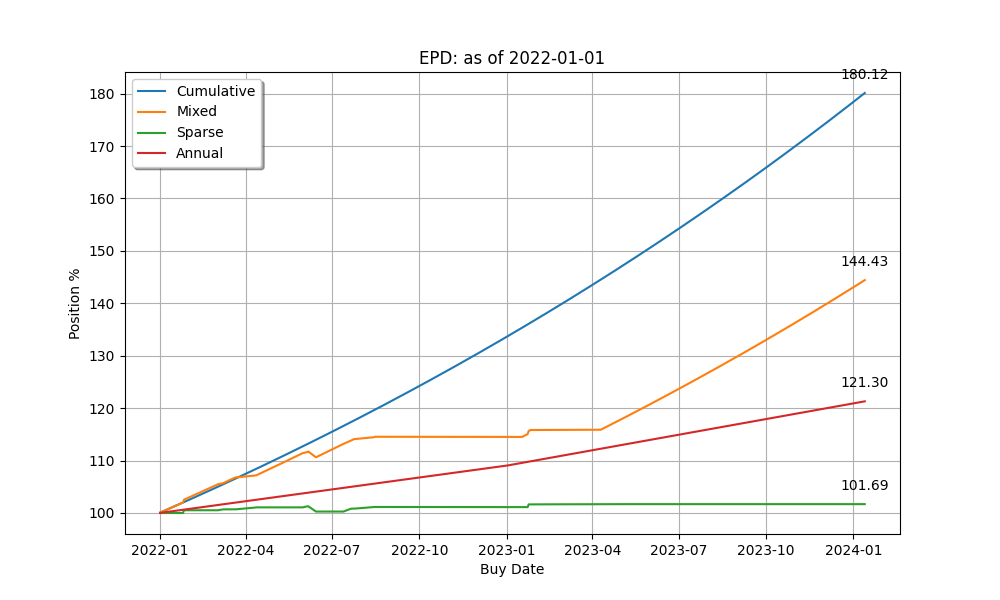 EPD: as of 2022-01-01
180.12
Cumulative
Mixed
Sparse
Annual
144.43
121.30
101.69
180
170
160
150
140
130
120
110
100
Position %
2022-01 2022-04 2022-07 2022-10 2023-01 2023-04 2023-07 2023-10 2024-01
Buy Date